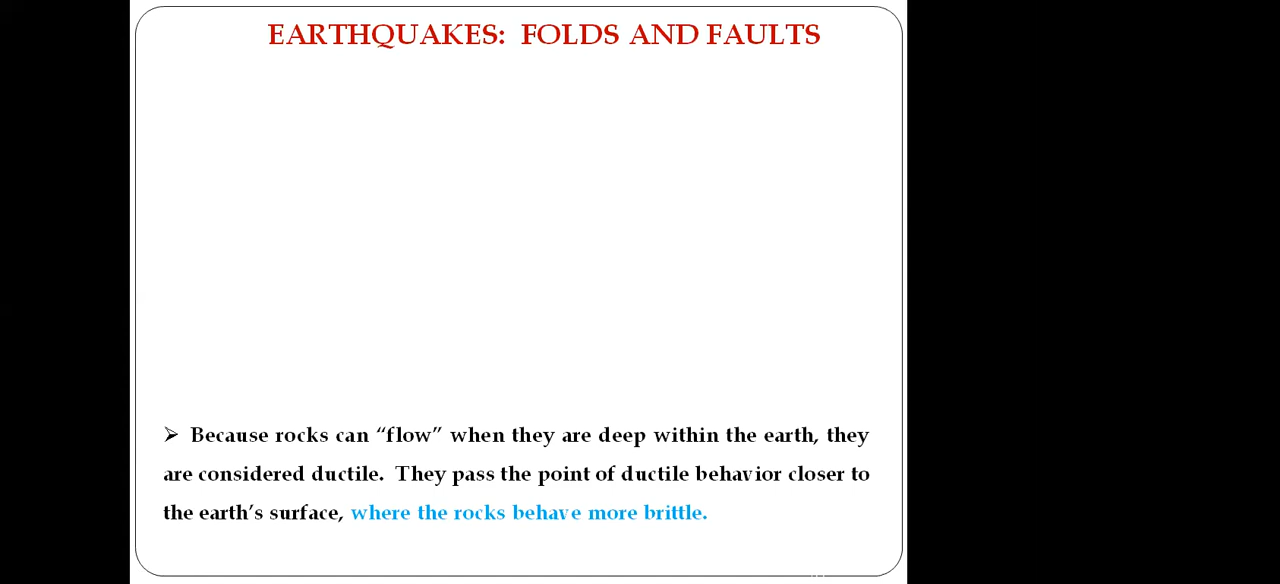 EARTHQUAKES: FOLDS AND FAULTS
➢ Because rocks can “flow” when they are deep within the earth, they
are considered ductile. They pass the point of ductile behavior closer to
the earth’s surface, where the rocks behave more brittle.